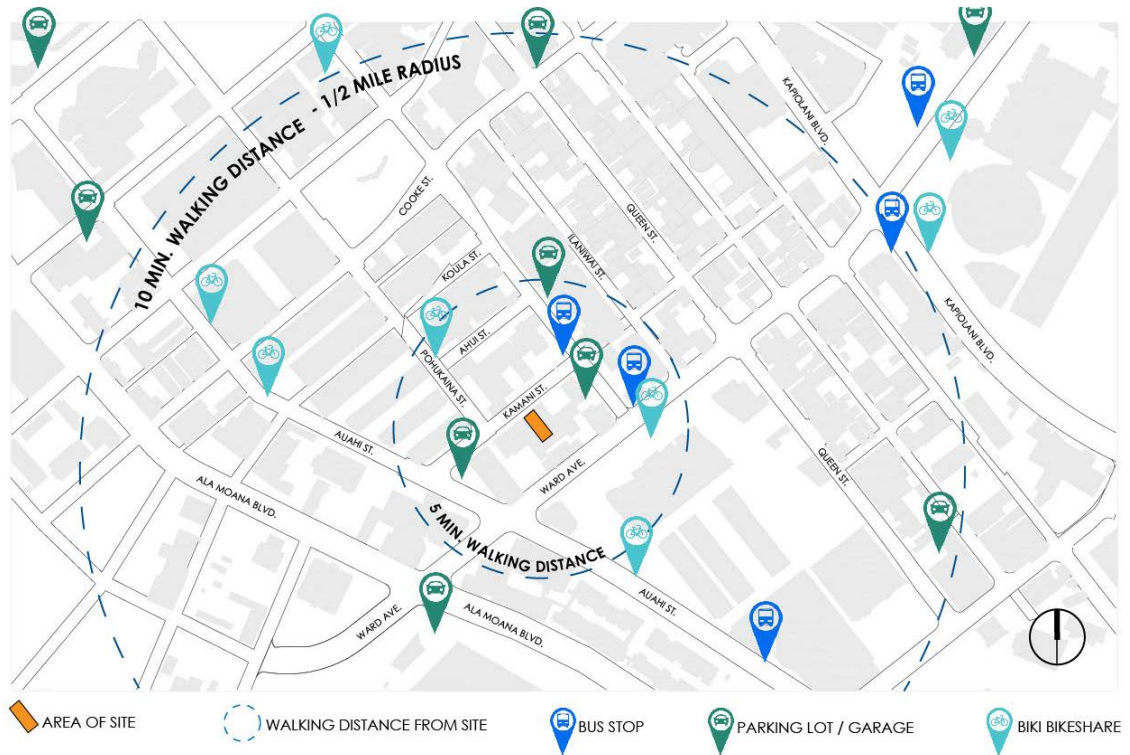 10 MIN. WALKING DISTANCE - 1/2 MILE RADIUS
KAPIOLANI BLVD.
COOKE ST.
QUEEN ST.
KOULA ST.
ILANIWAI ST.
AHUI ST.
KAPIOLANI BLVD.
POHUKAINA ST.
KAMANI ST.
AUAHI ST.
WARD AVE.
QUEEN ST.
ALA MOANA BLVD.
5 MIN. WALKING DISTANCE
AUAHI ST.
WARD AVE.
ALA MOANA BLVD.
AREA OF SITE
WALKING DISTANCE FROM SITE
BUS STOP
PARKING LOT / GARAGE
BIKI BIKESHARE